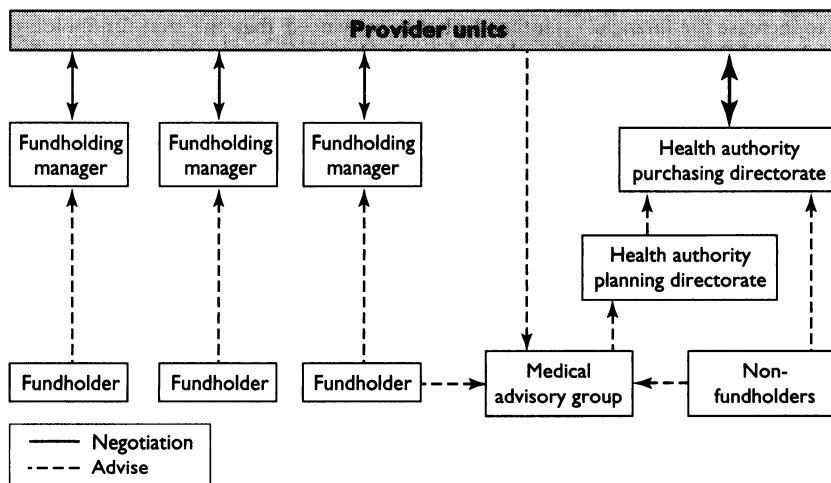 Provider units
Fundholding
manager
Fundholding
manager
Fundholding
manager
Health authority
purchasing directorate
Health authority
planning directorate
Fundholder
Fundholder
Fundholder
Medical
advisory group
Non-
fundholders
Negotiation
Advise